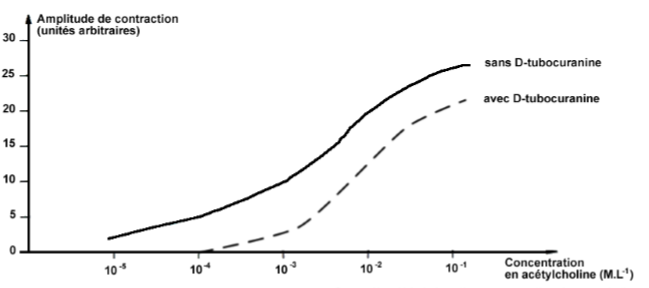 Amplitude de contraction
(unités arbitraires)
30
25
20
15
10
5
0
sans D-tubocuranine
avec D-tubocuranine
10⁻⁵
10⁻⁴
10⁻³
10⁻²
10⁻¹
Concentration
en acétylcholine (M.L⁻¹)